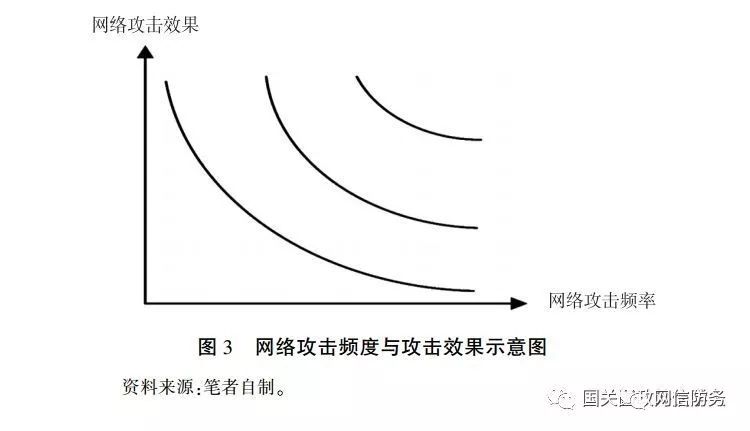 网络攻击效果
网络攻击频率
图 3 网络攻击频度与攻击效果示意图
资料来源:笔者自制。
国关国政网信防务